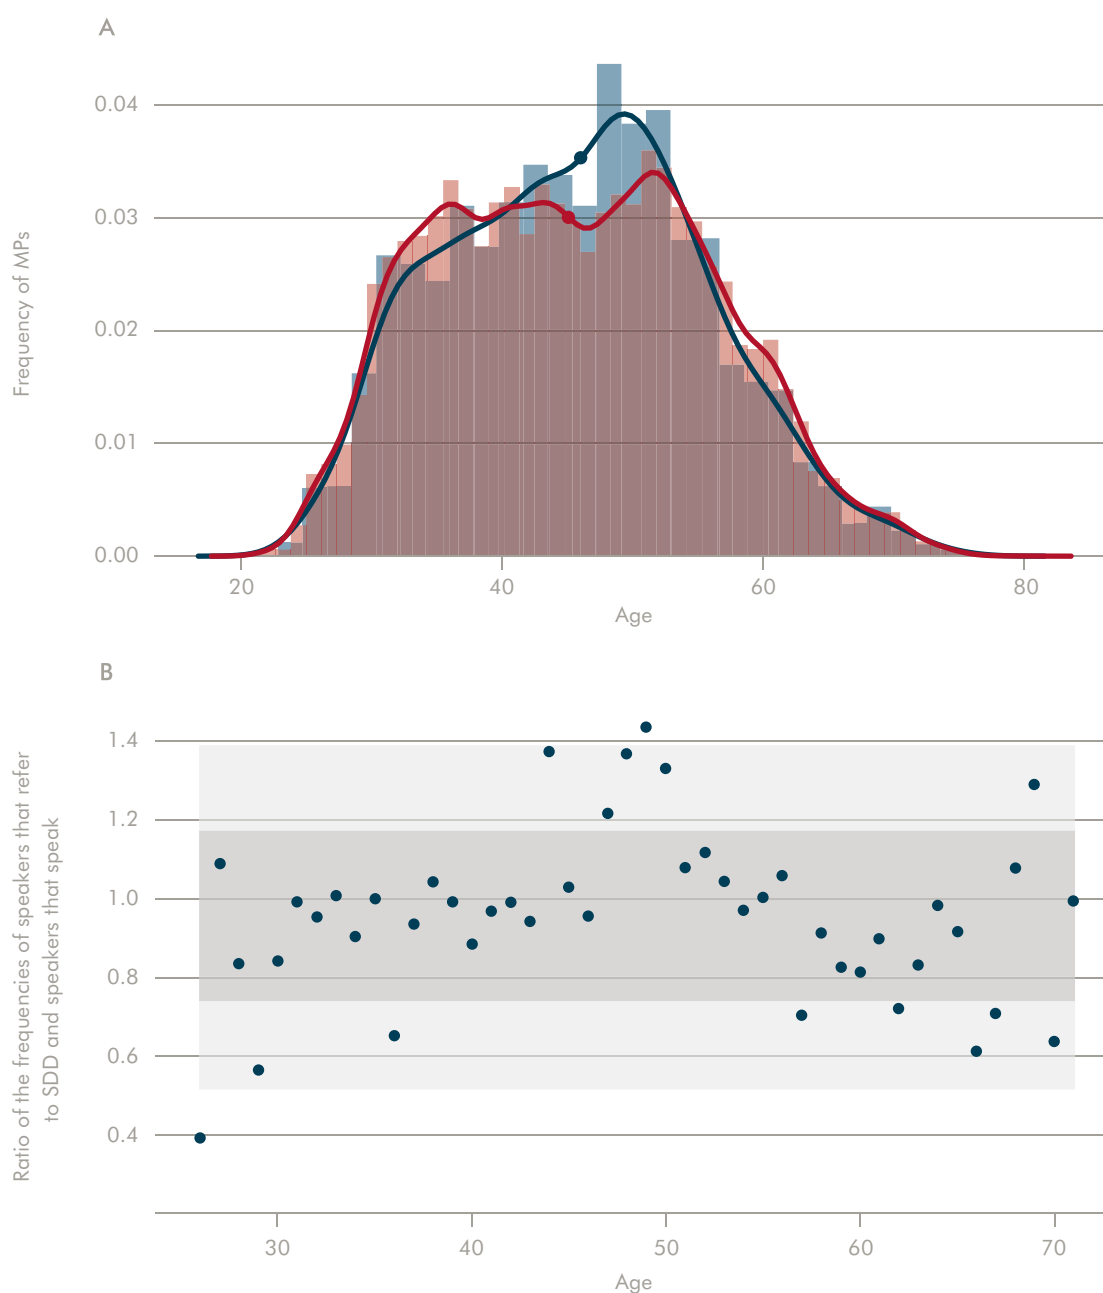 A
Frequency of MPs
0.04
0.03
0.02
0.01
0.00
20 40 60 80
Age
B
Ratio of the frequencies of speakers that refer
to SDD and speakers that speak
1.4
1.2
1.0
0.8
0.6
0.4
30 40 50 60 70
Age